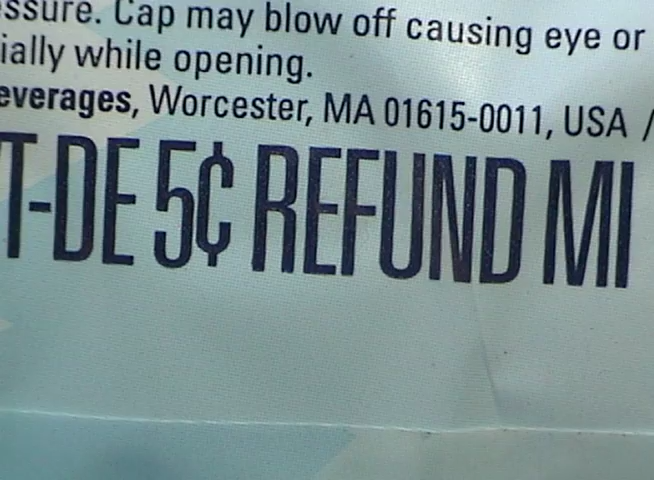 ssure. Cap may blow off causing eye or
ially while opening.
everages, Worcester, MA 01615-0011, USA /
T-DE 5¢ REFUND MI